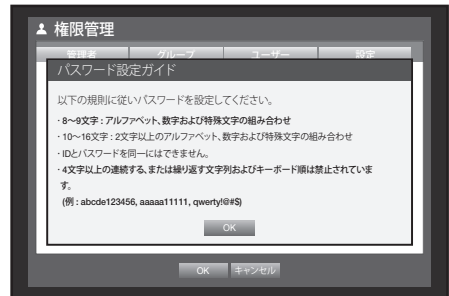 権限管理
管理者 グループ ユーザー 設定
パスワード設定ガイド
以下の規則に従いパスワードを設定してください。
· 8~9文字 : アルファベット、数字および特殊文字の組み合わせ
· 10~16文字 : 2文字以上のアルファベット、数字および特殊文字の組み合わせ
· IDとパスワードを同一にはできません。
· 4文字以上の連続する、または繰り返す文字列およびキーボード順は禁止されていま
す。
(例 : abcde123456, aaaaa11111, qwerty!@#$)
OK
OK キャンセル